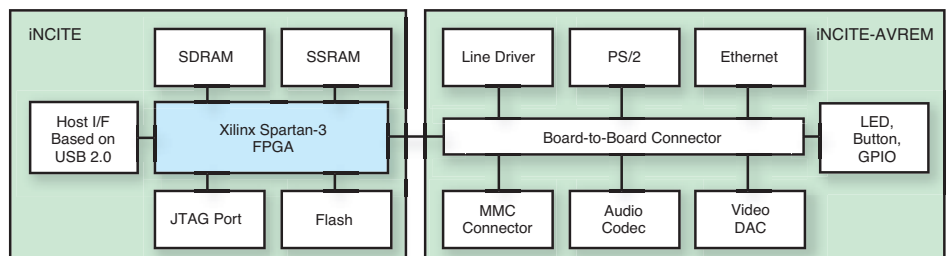 iNCITE
iNCITE-AVREM
SDRAM
SSRAM
Line Driver
PS/2
Ethernet
Host I/F
Based on
USB 2.0
Xilinx Spartan-3
FPGA
Board-to-Board Connector
LED,
Button,
GPIO
JTAG Port
Flash
MMC
Connector
Audio
Codec
Video
DAC